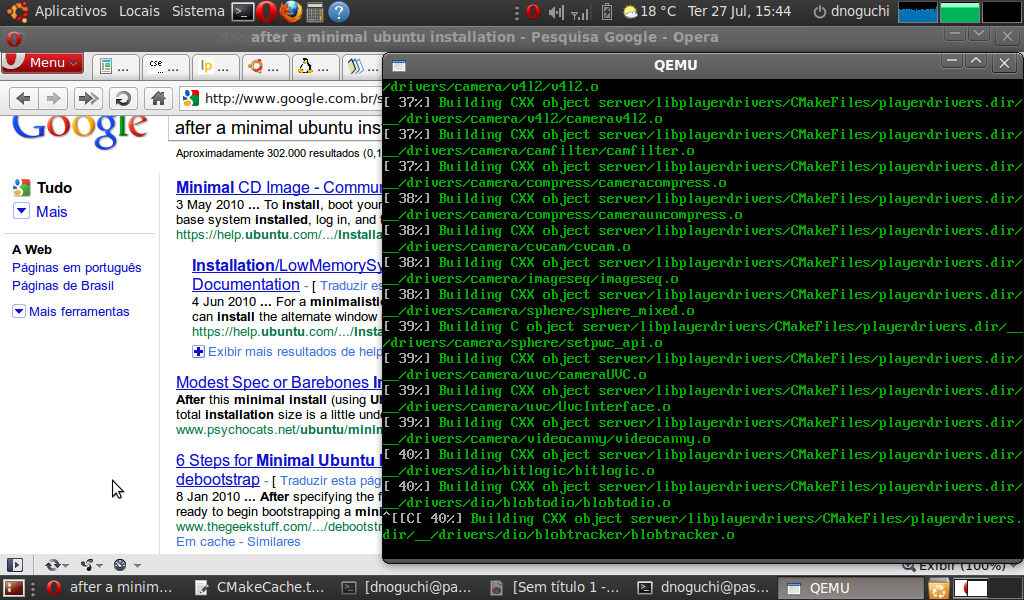 Aplicativos Locais Sistema 18 °C Ter 27 Jul, 15:44 dnoguchi
after a minimal ubuntu installation - Pesquisa Google - Opera
Menu ... cse ... lp ... ... ... ...
http://www.google.com.br/s
Google after a minimal ubuntu ins
Aproximadamente 302.000 resultados (0,1
Tudo
Mais
A Web
Páginas em português
Páginas de Brasil
Mais ferramentas
Minimal CD Image - Commun
3 May 2010 ... To install, boot your
base system installed, log in, and
https://help.ubuntu.com/.../Installa
Installation/LowMemorySy
Documentation - [ Traduzir es
4 Jun 2010 ... For a minimalistic
can install the alternate window
https://help.ubuntu.com/.../Insta
Exibir mais resultados de help
Modest Spec or Barebones In
After this minimal install (using Ub
total installation size is a little unde
www.psychocats.net/ubuntu/minim
6 Steps for Minimal Ubuntu I
debootstrap - [ Traduzir esta pág
8 Jan 2010 ... After specifying the f
ready to begin bootstrapping a mini
www.thegeekstuff.com/.../debootstr
Em cache - Similares
QEMU
/drivers/camera/v4l2/v4l2.o
[ 37%] Building CXX object server/libplayerdrivers/CMakeFiles/playerdrivers.dir/
__/drivers/camera/v4l2/camerav4l2.o
[ 37%] Building CXX object server/libplayerdrivers/CMakeFiles/playerdrivers.dir/
__/drivers/camera/camfilter/camfilter.o
[ 37%] Building CXX object server/libplayerdrivers/CMakeFiles/playerdrivers.dir/
__/drivers/camera/compress/cameracompress.o
[ 38%] Building CXX object server/libplayerdrivers/CMakeFiles/playerdrivers.dir/
__/drivers/camera/compress/camerauncompress.o
[ 38%] Building CXX object server/libplayerdrivers/CMakeFiles/playerdrivers.dir/
__/drivers/camera/cvcam/cvcam.o
[ 38%] Building CXX object server/libplayerdrivers/CMakeFiles/playerdrivers.dir/
__/drivers/camera/imageseq/imageseq.o
[ 38%] Building CXX object server/libplayerdrivers/CMakeFiles/playerdrivers.dir/
__/drivers/camera/sphere/sphere_mixed.o
[ 39%] Building C object server/libplayerdrivers/CMakeFiles/playerdrivers.dir/__
/drivers/camera/sphere/setpwc_api.o
[ 39%] Building CXX object server/libplayerdrivers/CMakeFiles/playerdrivers.dir/
__/drivers/camera/uvc/cameraUVC.o
[ 39%] Building CXX object server/libplayerdrivers/CMakeFiles/playerdrivers.dir/
__/drivers/camera/uvc/UvcInterface.o
[ 39%] Building CXX object server/libplayerdrivers/CMakeFiles/playerdrivers.dir/
__/drivers/camera/videocanny/videocanny.o
[ 40%] Building CXX object server/libplayerdrivers/CMakeFiles/playerdrivers.dir/
__/drivers/dio/bitlogic/bitlogic.o
[ 40%] Building CXX object server/libplayerdrivers/CMakeFiles/playerdrivers.dir/
__/drivers/dio/blobtodio/blobtodio.o
^[[C[ 40%] Building CXX object server/libplayerdrivers/CMakeFiles/playerdrivers.
dir/__/drivers/dio/blobtracker/blobtracker.o
Exibir (100%)
after a minim... CMakeCache.t... [dnoguchi@pa... [Sem título 1 -... dnoguchi@pas... QEMU